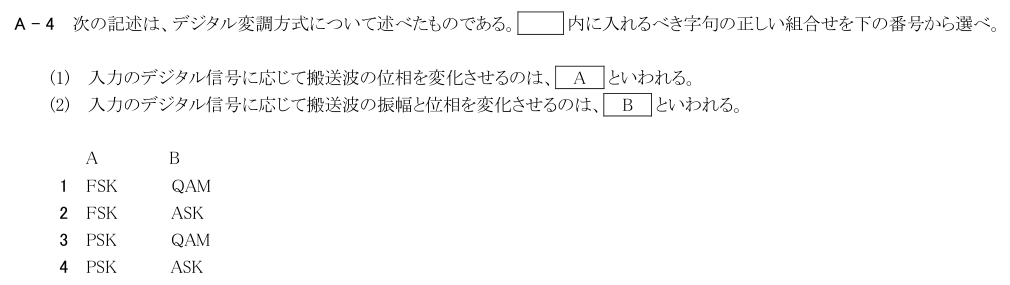 A－4 次の記述は、デジタル変調方式について述べたものである。 内に入れるべき字句の正しい組合せを下の番号から選べ。
(1) 入力のデジタル信号に応じて搬送波の位相を変化させるのは、 A といわれる。
(2) 入力のデジタル信号に応じて搬送波の振幅と位相を変化させるのは、 B といわれる。
A B
1 FSK QAM
2 FSK ASK
3 PSK QAM
4 PSK ASK